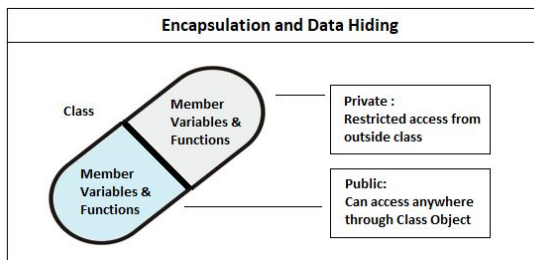 Encapsulation and Data Hiding
Class
Member
Variables &
Functions
Private :
Restricted access from
outside class
Member
Variables &
Functions
Public:
Can access anywhere
through Class Object